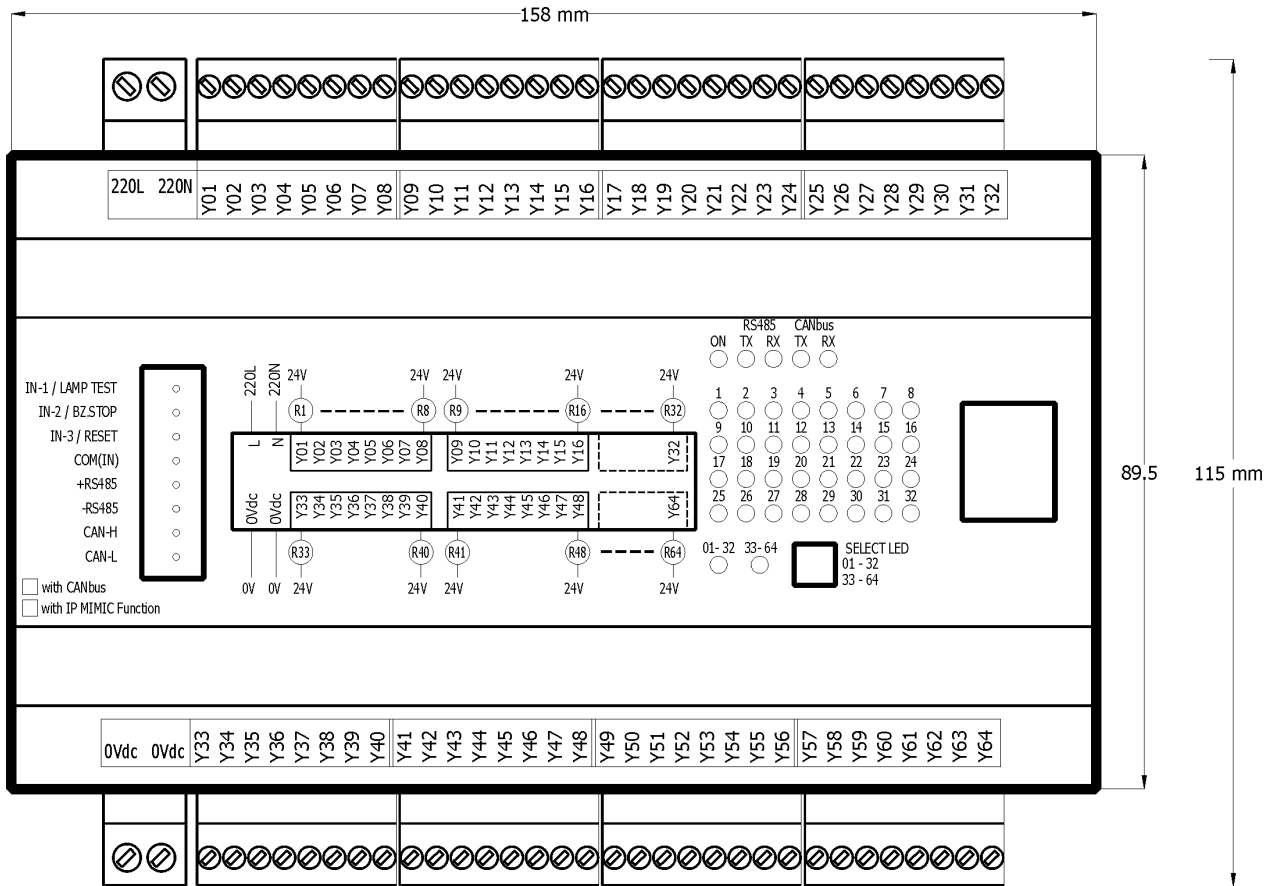 158 mm
220L 220N Y01 Y02 Y03 Y04 Y05 Y06 Y07 Y08 Y09 Y10 Y11 Y12 Y13 Y14 Y15 Y16 Y17 Y18 Y19 Y20 Y21 Y22 Y23 Y24 Y25 Y26 Y27 Y28 Y29 Y30 Y31 Y32
89.5
115 mm
IN-1 / LAMP TEST
IN-2 / BZ.STOP
IN-3 / RESET
COM(IN)
+RS485
-RS485
CAN-H
CAN-L
with CANbus
with IP MIMIC Function
220L 220N
24V 24V 24V 24V 24V
R1 R8 R9 R16 R32
L N Y01 Y02 Y03 Y04 Y05 Y06 Y07 Y08 Y09 Y10 Y11 Y12 Y13 Y14 Y15 Y16 Y32
0Vdc 0Vdc Y33 Y34 Y35 Y36 Y37 Y38 Y39 Y40 Y41 Y42 Y43 Y44 Y45 Y46 Y47 Y48 Y64
R33 R40 R41 R48 R64
0V 0V 24V 24V 24V 24V 24V
RS485 CANbus
ON TX RX TX RX
1 2 3 4 5 6 7 8
9 10 11 12 13 14 15 16
17 18 19 20 21 22 23 24
25 26 27 28 29 30 31 32
01- 32 33- 64
SELECT LED
01 - 32
33 - 64
0Vdc 0Vdc Y33 Y34 Y35 Y36 Y37 Y38 Y39 Y40 Y41 Y42 Y43 Y44 Y45 Y46 Y47 Y48 Y49 Y50 Y51 Y52 Y53 Y54 Y55 Y56 Y57 Y58 Y59 Y60 Y61 Y62 Y63 Y64